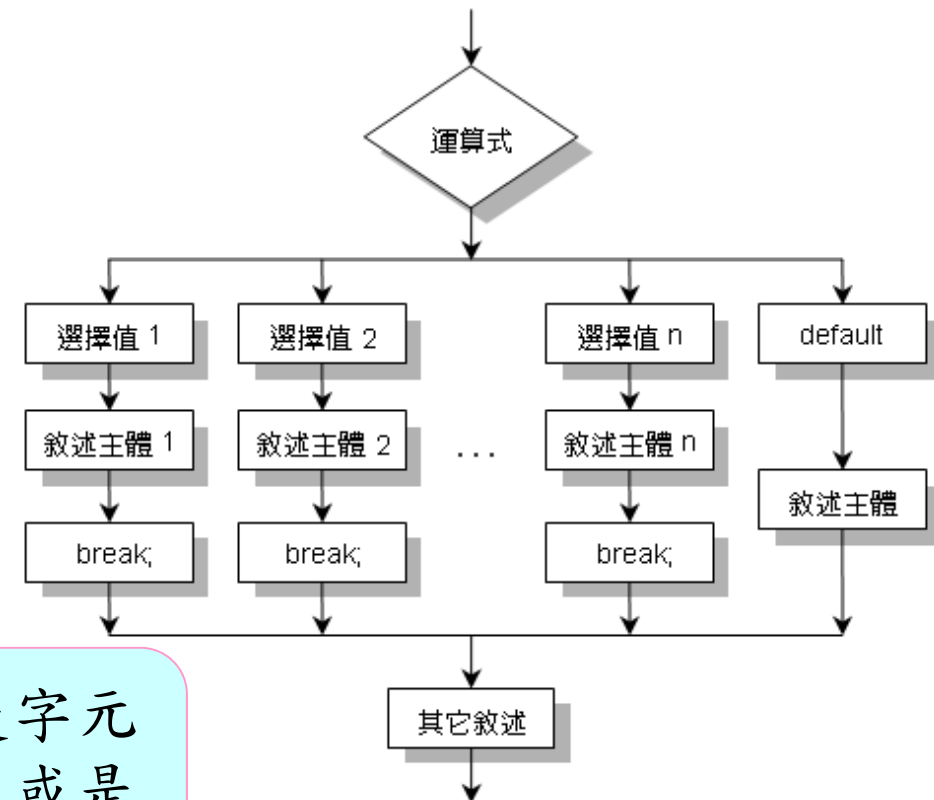 運算式
選擇值 1
選擇值 2
選擇值 n
default
敘述主體 1
敘述主體 2
...
敘述主體 n
敘述主體
break;
break;
break;
其它敘述
字元
或是